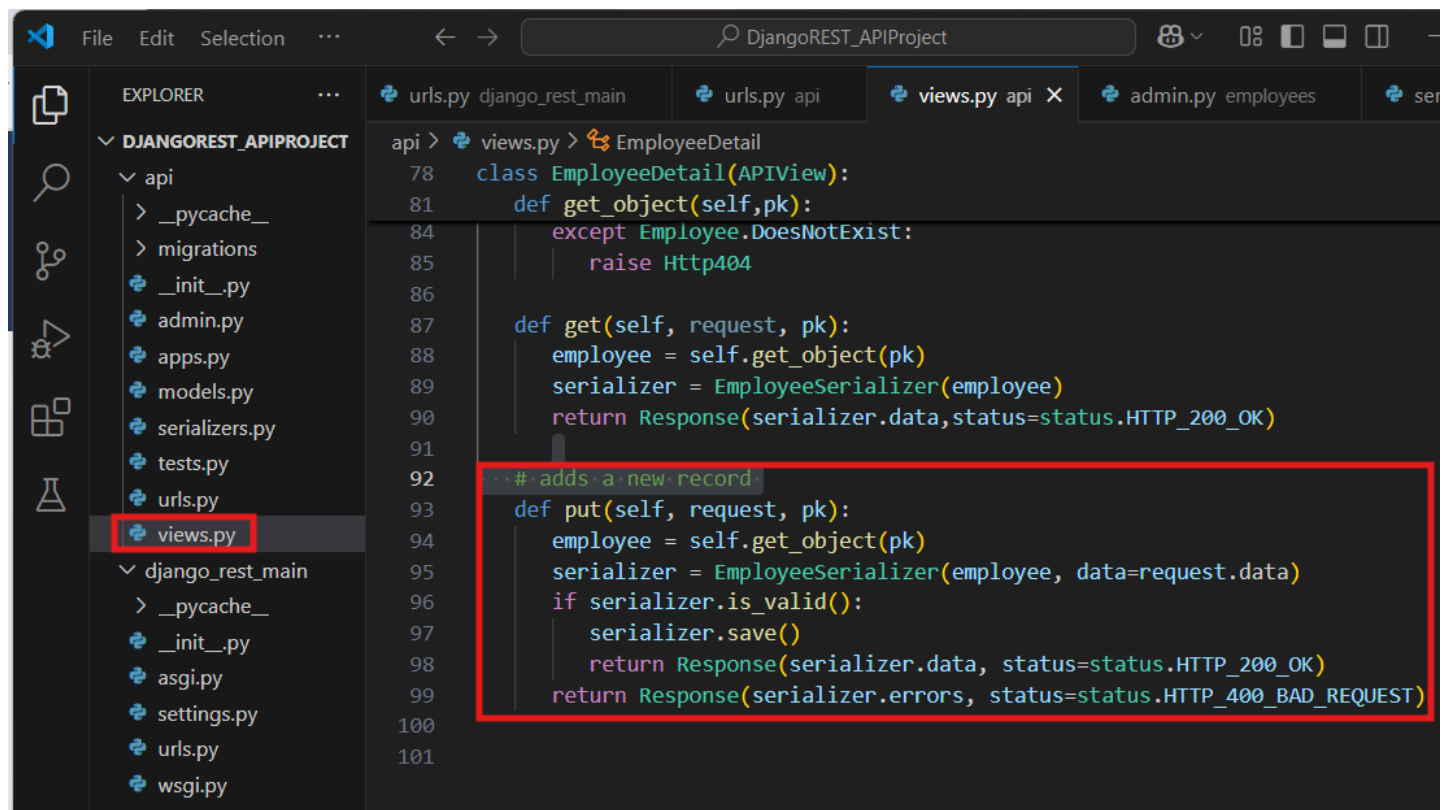 File Edit Selection ··· DjangoREST_APIProject
EXPLORER ···
urls.py django_rest_main urls.py api views.py api admin.py employees ser
DJANGOREST_APIPROJECT
api > views.py > EmployeeDetail
api
__pycache__
migrations
__init__.py
admin.py
apps.py
models.py
serializers.py
tests.py
urls.py
views.py
django_rest_main
__pycache__
__init__.py
asgi.py
settings.py
urls.py
wsgi.py
78 class EmployeeDetail(APIView):
81 def get_object(self,pk):
84 except Employee.DoesNotExist:
85 raise Http404
86
87 def get(self, request, pk):
88 employee = self.get_object(pk)
89 serializer = EmployeeSerializer(employee)
90 return Response(serializer.data,status=status.HTTP_200_OK)
91
92 # adds a new record
93 def put(self, request, pk):
94 employee = self.get_object(pk)
95 serializer = EmployeeSerializer(employee, data=request.data)
96 if serializer.is_valid():
97 serializer.save()
98 return Response(serializer.data, status=status.HTTP_200_OK)
99 return Response(serializer.errors, status=status.HTTP_400_BAD_REQUEST)
100
101